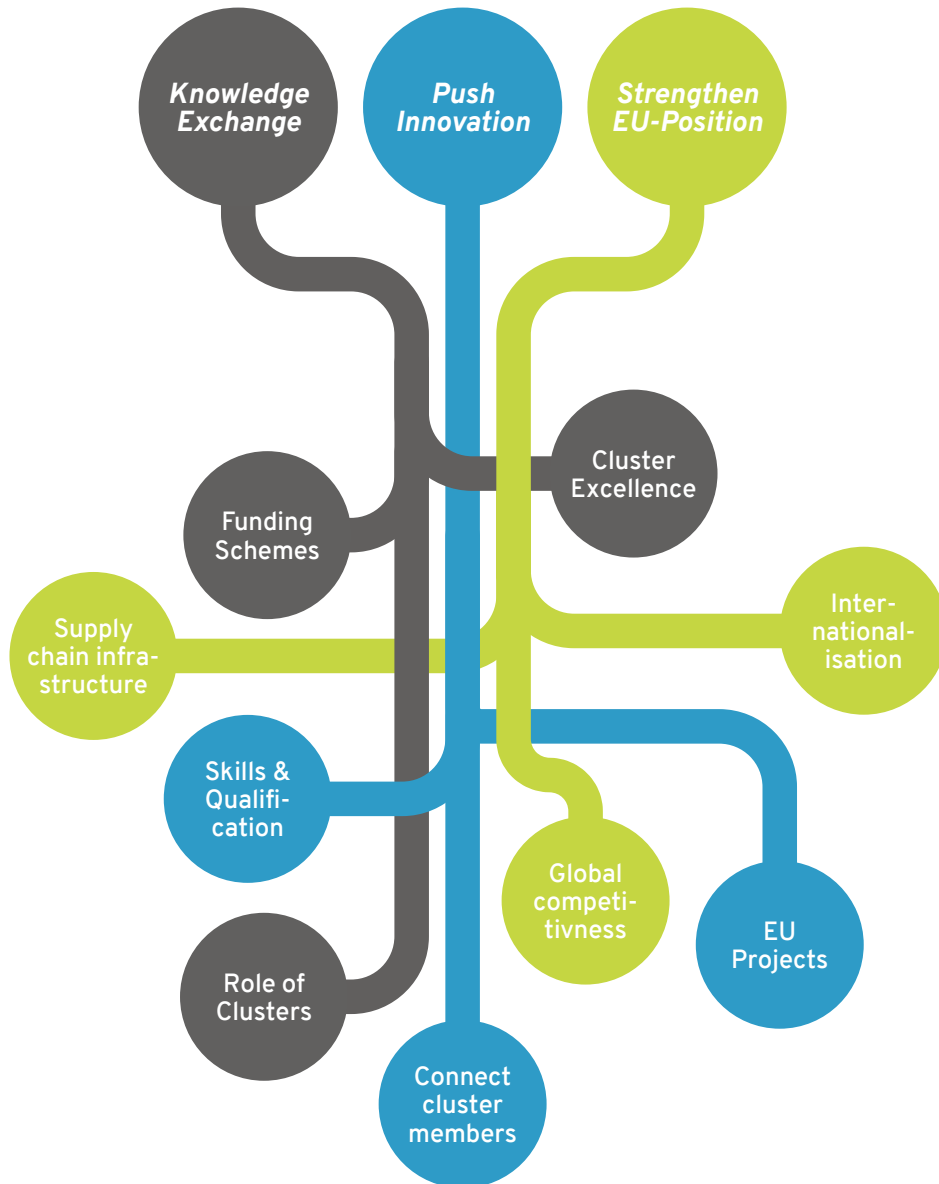 Knowledge
Exchange
Push
Innovation
Strengthen
EU-Position
Cluster
Excellence
Funding
Schemes
Inter-
national-
isation
Supply
chain infra-
structure
Skills &
Qualifi-
cation
Global
competi-
tivness
EU
Projects
Role of
Clusters
Connect
cluster
members